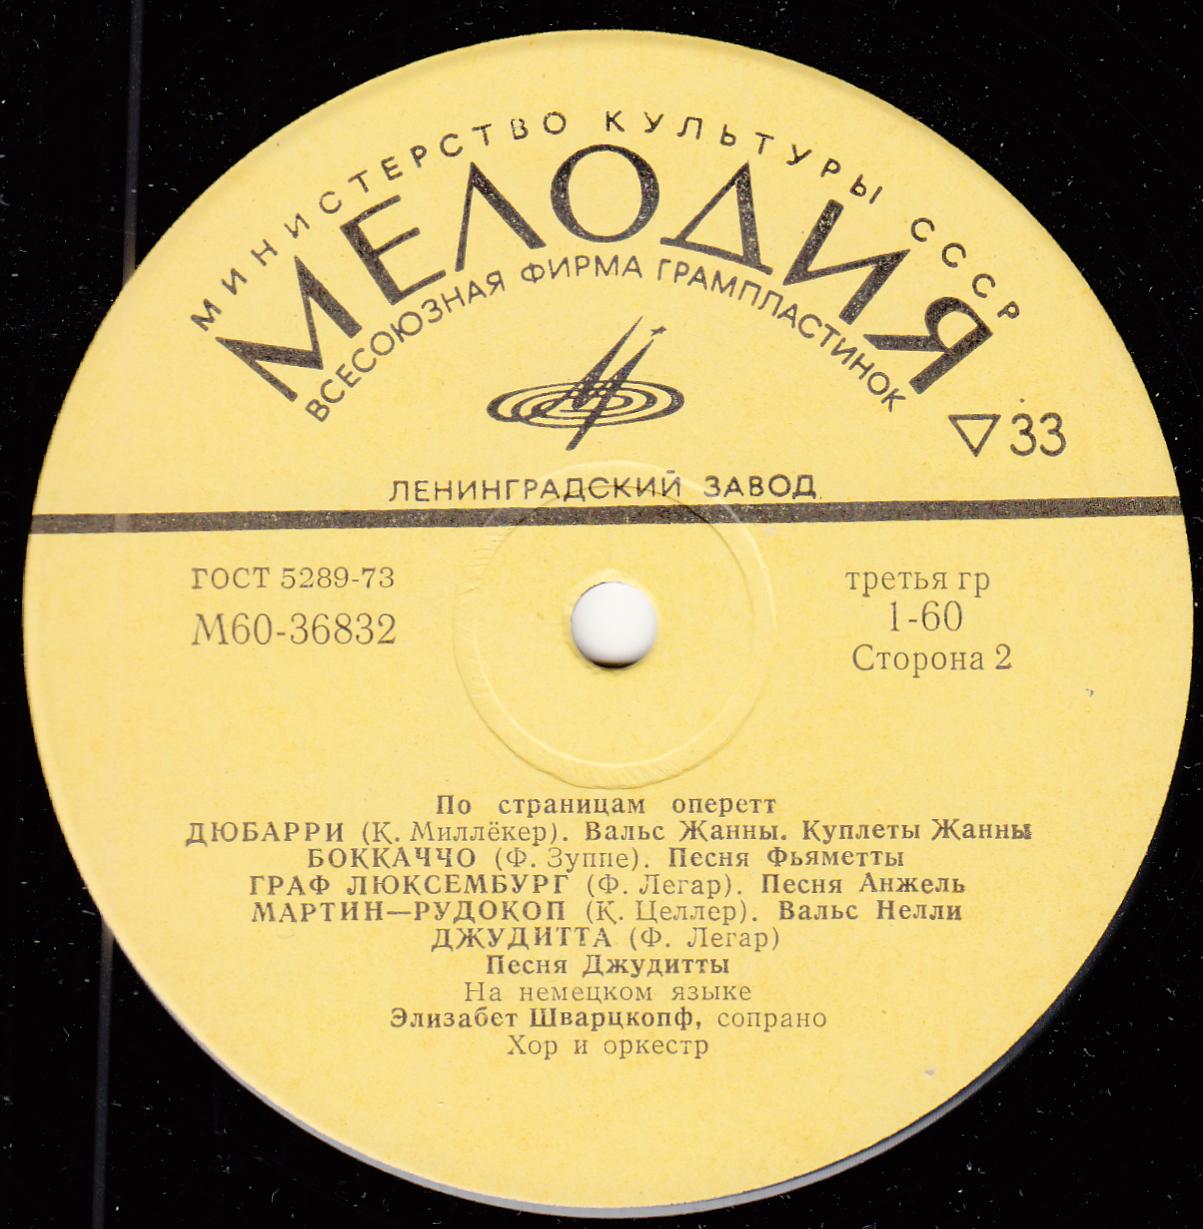 МИНИСТЕРСТВО КУЛЬТУРЫ СССР
МЕЛОДИЯ
ВСЕСОЮЗНАЯ ФИРМА ГРАМПЛАСТИНОК
33
ЛЕНИНГРАДСКИЙ ЗАВОД
ГОСТ 5289-73
М60-36832
третья гр
1-60
Сторона 2
По страницам оперетт
ДЮБАРРИ (К. Миллёкер). Вальс Жанны. Куплеты Жанны
БОККАЧЧО (Ф. Зуппе). Песня Фьяметты
ГРАФ ЛЮКСЕМБУРГ (Ф. Легар). Песня Анжель
МАРТИН—РУДОКОП (К. Целлер). Вальс Нелли
ДЖУДИТТА (Ф. Легар)
Песня Джудитты
На немецком языке
Элизабет Шварцкопф, сопрано
Хор и оркестр